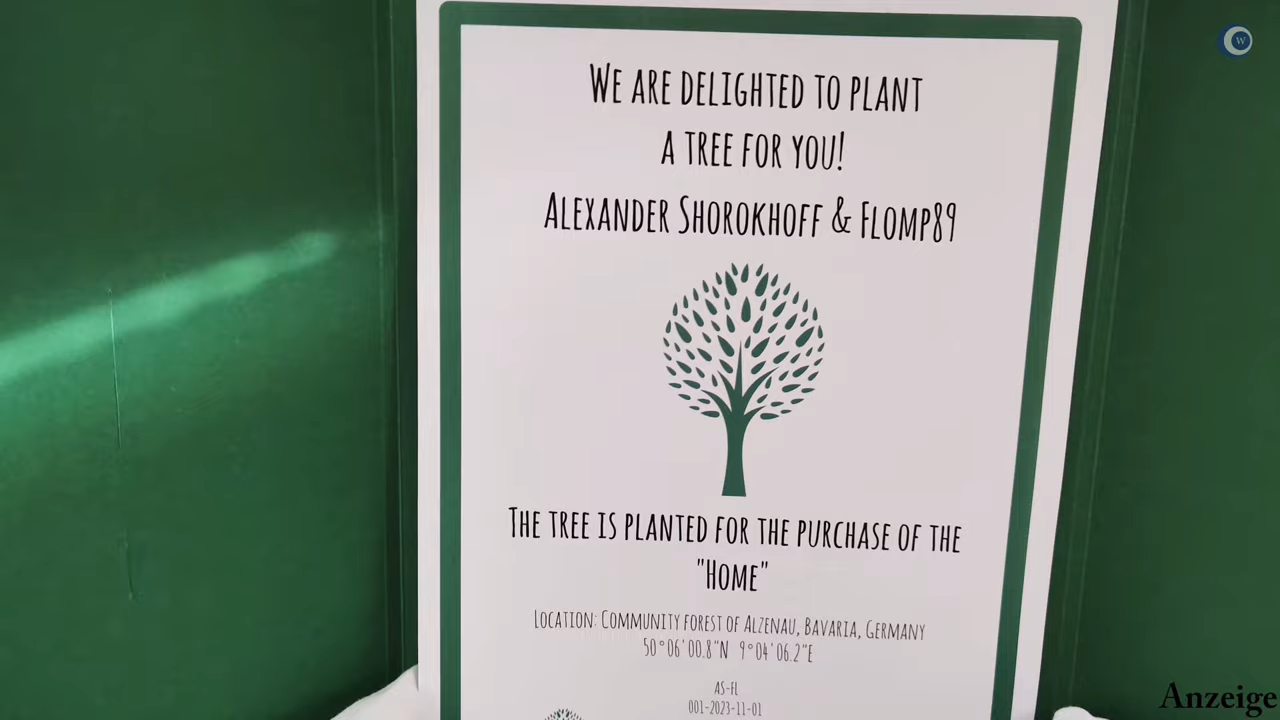 W
We are delighted to plant
a tree for you!
Alexander Shorokhoff & Flomp89
The tree is planted for the purchase of the
"Home"
Location: Community forest of Alzenau, Bavaria, Germany
50°06'00.8"N 9°04'06.2"E
AS-FL
001-2023-11-01
Anzeige